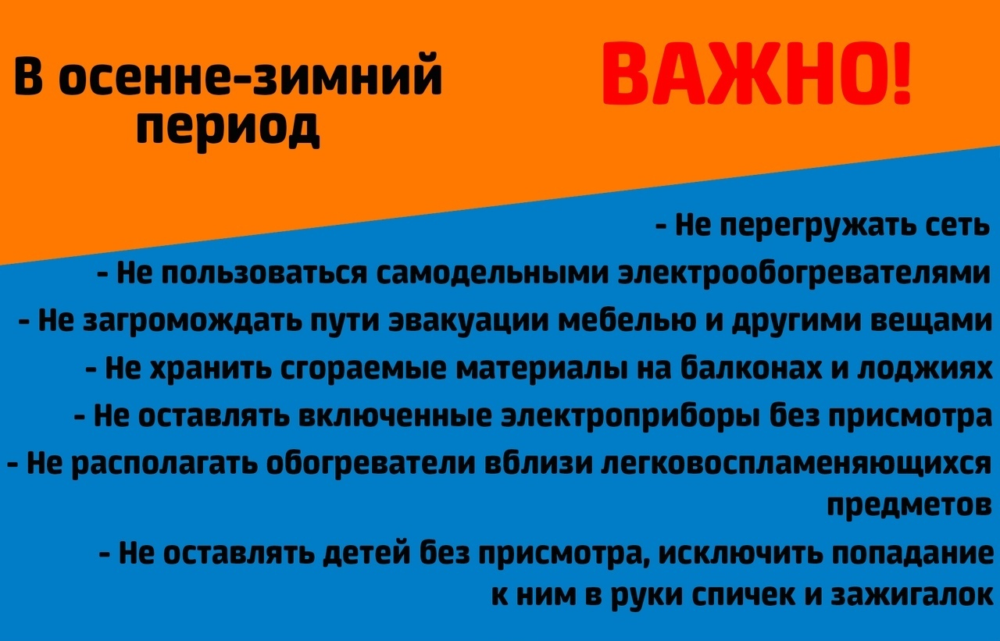 В осенне-зимний
период
ВАЖНО!
- Не перегружать сеть
- Не пользоваться самодельными электрообогревателями
- Не загромождать пути эвакуации мебелью и другими вещами
- Не хранить сгораемые материалы на балконах и лоджиях
- Не оставлять включенные электроприборы без присмотра
- Не располагать обогреватели вблизи легковоспламеняющихся
предметов
- Не оставлять детей без присмотра, исключить попадание
к ним в руки спичек и зажигалок